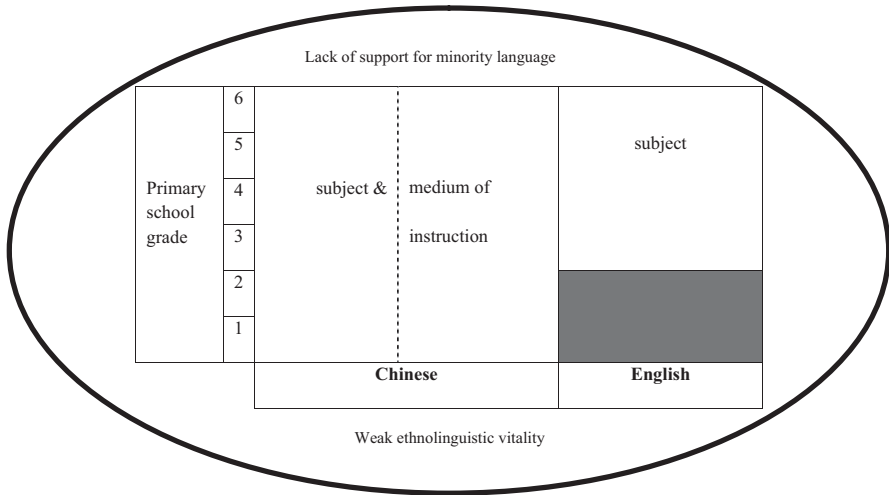 Lack of support for minority language
6
5
subject
Primary
school
grade
4
subject &
medium of
3
instruction
2
1
Chinese
English
Weak ethnolinguistic vitality